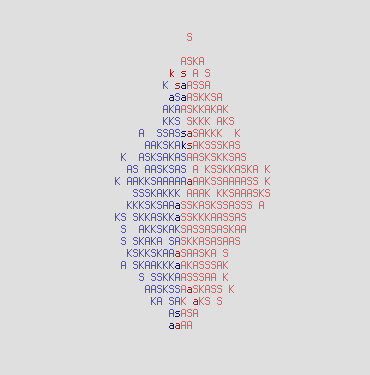 S
ASKA
k s A S
K saASSA
aSaASKKSA
AKAASKKAKAK
KKS SKKK AKS
A SSASsaSAKKK K
AAKSKAksAKSSSKAS
K ASKSAKASAASKSKKSAS
AS AASKSAS A KSSKKASKA K
K AAKKSAAAAAaAAKSSAAAASS K
SSSKAKKK AAAK KKSAAASKS
KKKSKSAAaSSKASKSSASSS A
KS SKKASKKaSSKKKAASSAS
S AKKSKAKSASSASASKAA
S SKAKA SASKKASASAAS
KSKKSKAAaSAASKA S
A SKAAKKKaAKASSSAK
S SSKKAASSSAA K
AASKSSAaSKASS K
KA SAK aKS S
AsASA
aaAA